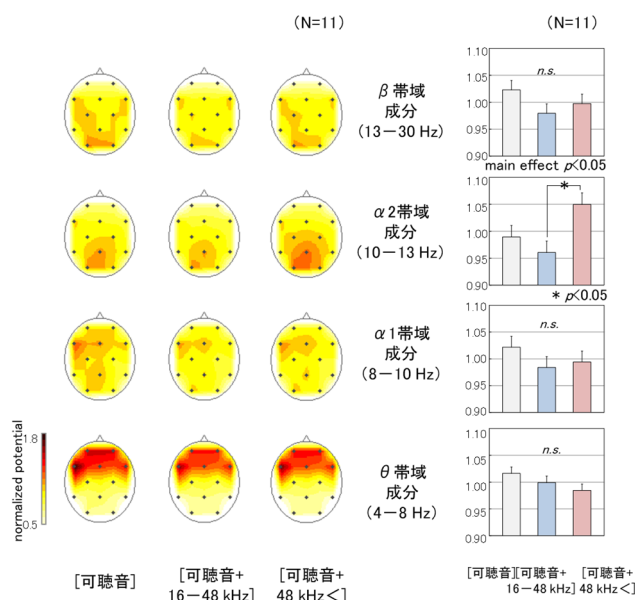 (N=11)
(N=11)
β帯域
成分
(13－30 Hz)
1.10
1.05
1.00
0.95
0.90
n.s.
main effect p<0.05
α2帯域
成分
(10－13 Hz)
1.10
1.05
1.00
0.95
0.90
*
* p<0.05
α1帯域
成分
(8－10 Hz)
1.10
1.05
1.00
0.95
0.90
n.s.
normalized potential
1.8
0.5
θ帯域
成分
(4－8 Hz)
1.10
1.05
1.00
0.95
0.90
n.s.
[可聴音]
[可聴音+
16－48 kHz]
[可聴音+
48 kHz<]
[可聴音]
[可聴音+
16－48 kHz]
[可聴音+
48 kHz<]